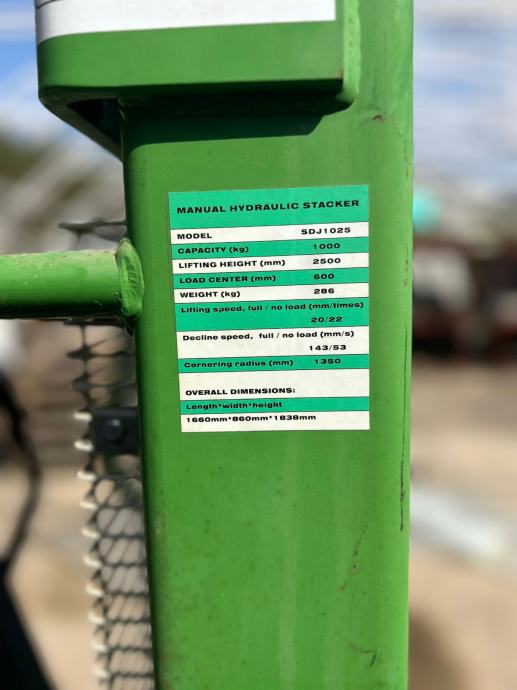 MANUAL HYDRAULIC STACKER
MODEL SDJ1025
CAPACITY (kg) 1000
LIFTING HEIGHT (mm) 2500
LOAD CENTER (mm) 600
WEIGHT (kg) 286
Lifting speed, full / no load (mm/times)
20/22
Decline speed, full / no load (mm/s)
143/53
Cornering radius (mm) 1350
OVERALL DIMENSIONS:
Length*width*height
1660mm*860mm*1838mm